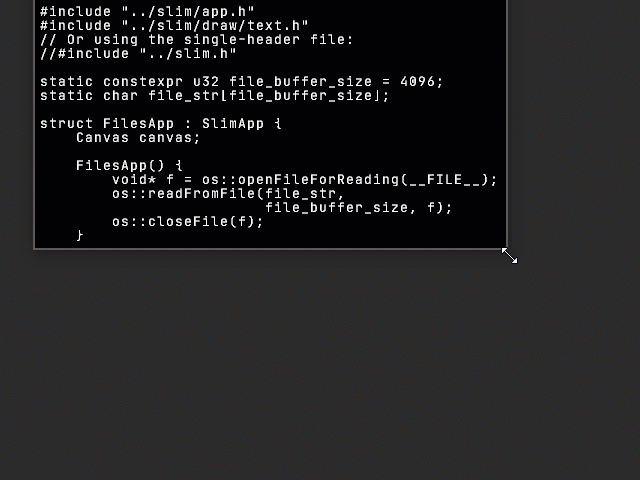 #include "../slim/app.h"
#include "../slim/draw/text.h"
// Or using the single-header file:
//#include "../slim.h"
static constexpr u32 file_buffer_size = 4096;
static char file_str[file_buffer_size];
struct FilesApp : SlimApp {
Canvas canvas;
FilesApp() {
void* f = os::openFileForReading(__FILE__);
os::readFromFile(file_str,
file_buffer_size, f);
os::closeFile(f);
}